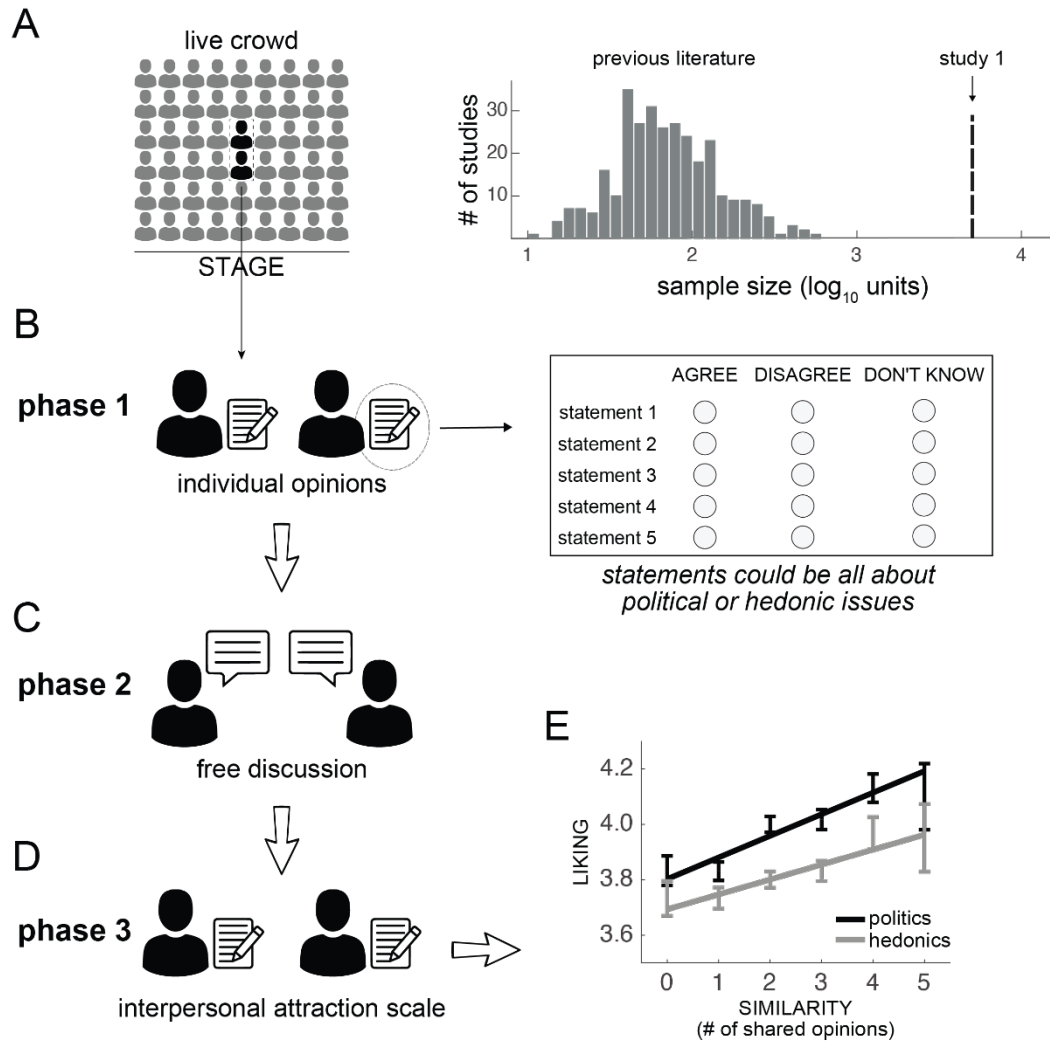 A
live crowd
STAGE
previous literature
study 1
# of studies
30
20
10
1
2
3
4
sample size (log10 units)
B
phase 1
individual opinions
AGREE DISAGREE DON'T KNOW
statement 1
statement 2
statement 3
statement 4
statement 5
statements could be all about
political or hedonic issues
C
phase 2
free discussion
D
phase 3
interpersonal attraction scale
E
LIKING
4.2
4.0
3.8
3.6
politics
hedonics
0 1 2 3 4 5
SIMILARITY
(# of shared opinions)